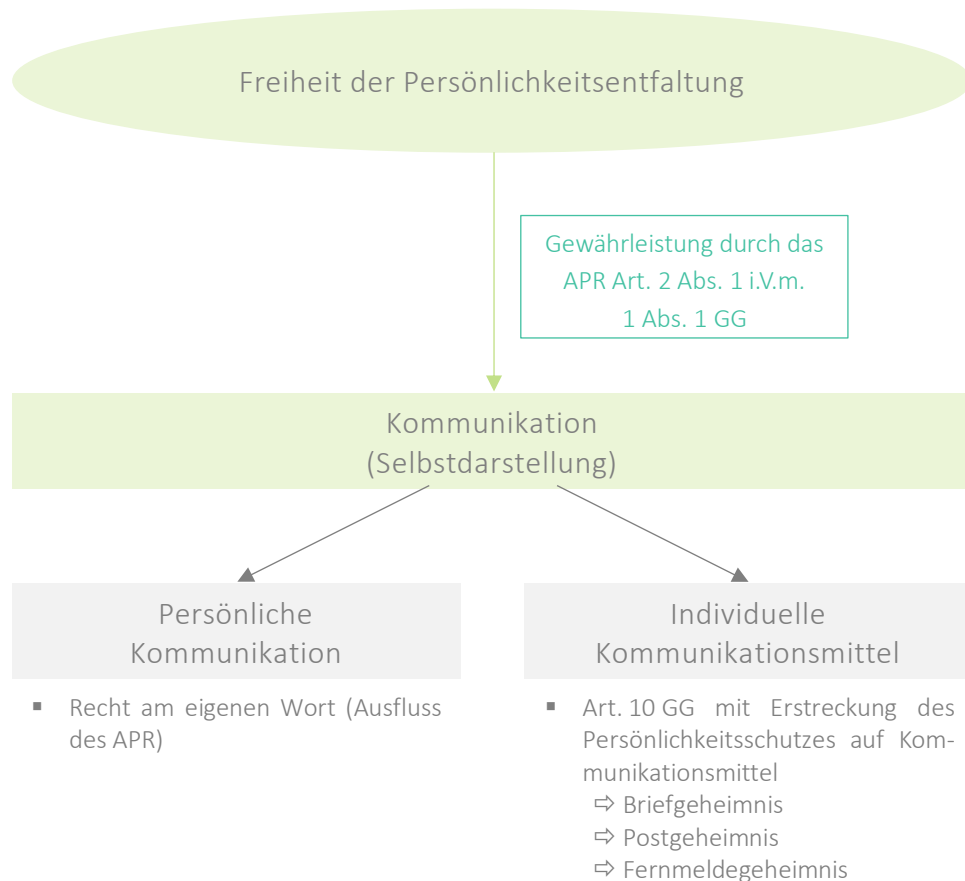 Freiheit der Persönlichkeitsentfaltung
Gewährleistung durch das
APR Art. 2 Abs. 1 i.V.m.
1 Abs. 1 GG
Kommunikation
(Selbstdarstellung)
Persönliche
Kommunikation
▪ Recht am eigenen Wort (Ausfluss
des APR)
Individuelle
Kommunikationsmittel
▪ Art. 10 GG mit Erstreckung des
Persönlichkeitsschutzes auf Kom-
munikationsmittel
⇨ Briefgeheimnis
⇨ Postgeheimnis
⇨ Fernmeldegeheimnis